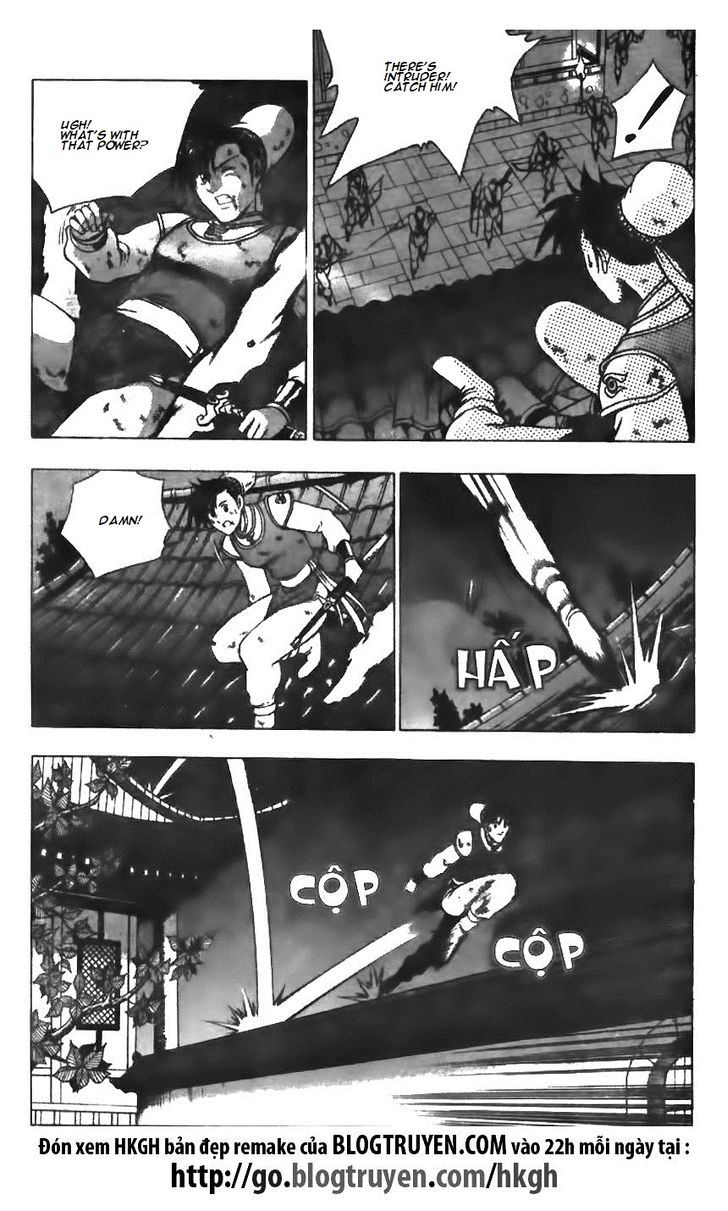 UGH!
WHAT'S WITH
THAT POWER?
THERE'S
INTRUDER!
CATCH HIM!
!
DAMN!
HẤP
CỘP
CỘP
Đón xem HKGH bản đẹp remake của BLOGTRUYEN.COM vào 22h mỗi ngày tại :
http://go.blogtruyen.com/hkgh